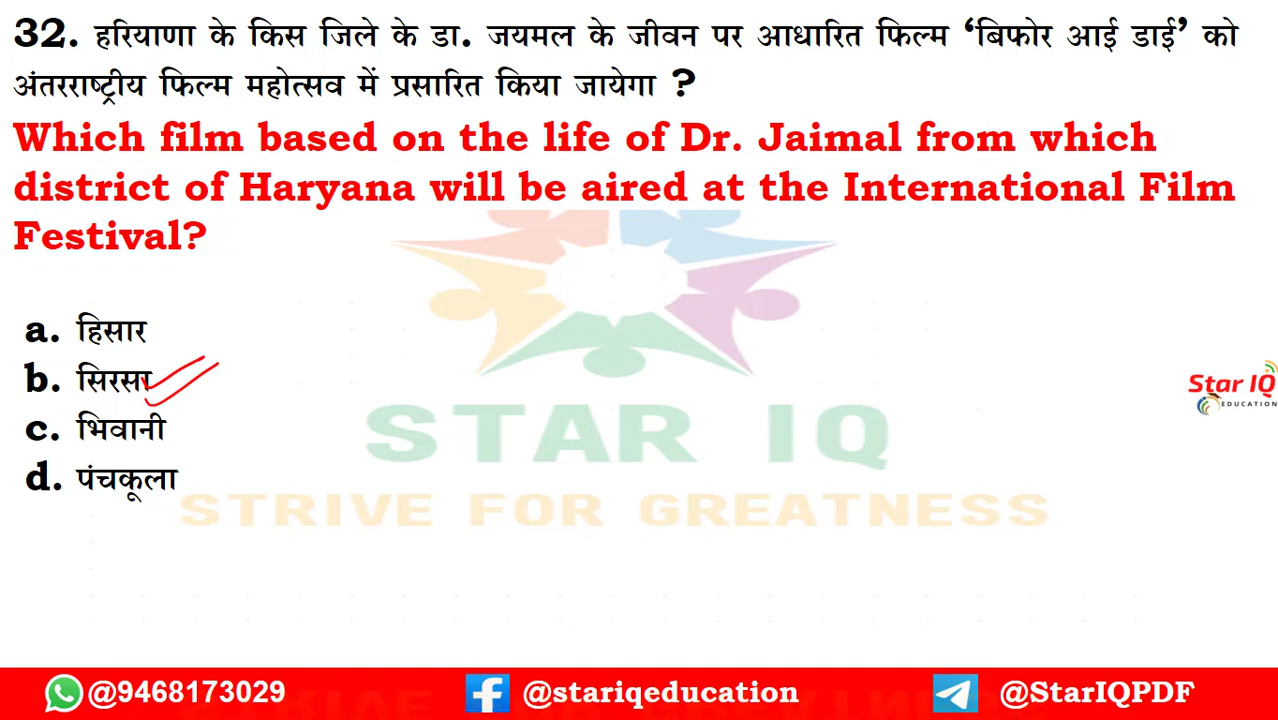 32. हरियाणा के किस जिले के डा. जयमल के जीवन पर आधारित फिल्म ‘बिफोर आई डाई’ को
अंतरराष्ट्रीय फिल्म महोत्सव में प्रसारित किया जायेगा ?
Which film based on the life of Dr. Jaimal from which
district of Haryana will be aired at the International Film
Festival?
a. हिसार
b. सिरसा
c. भिवानी
d. पंचकूला
Star IQ
EDUCATION
STAR IQ
STRIVE FOR GREATNESS
@9468173029
@stariqeducation
@StarIQPDF